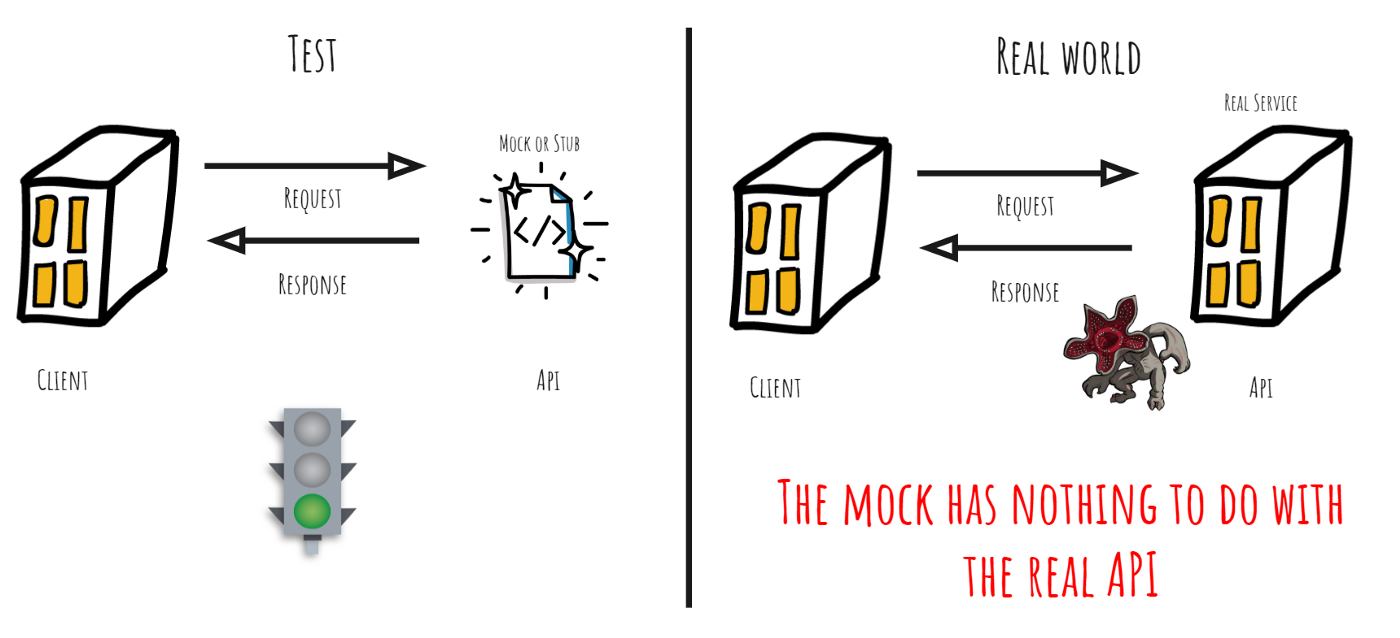 Test
Mock or Stub
Request
Response
Client
Api
Real world
Real Service
Request
Response
Client
Api
The mock has nothing to do with
the real API